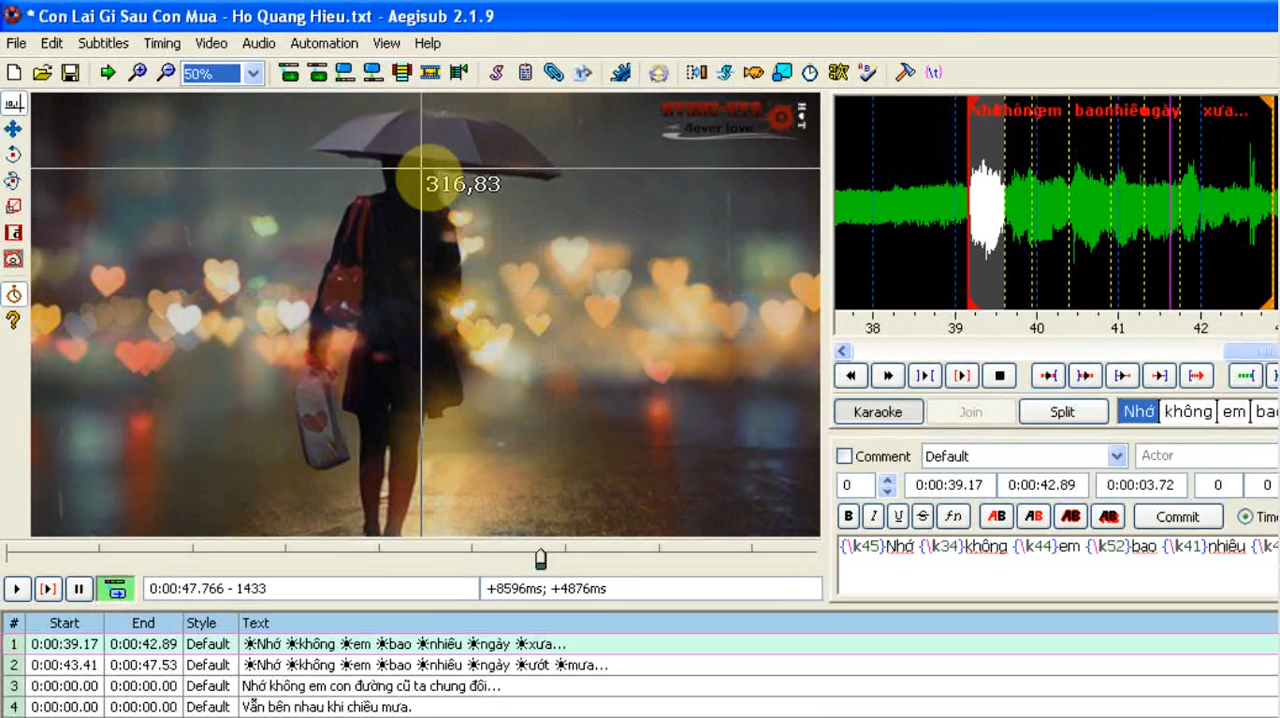 * Con Lai Gi Sau Con Mua - Ho Quang Hieu.txt - Aegisub 2.1.9
File Edit Subtitles Timing Video Audio Automation View Help
50%
4ever love
316,83
Nhớ không em bao nhiêu ngày xưa...
38 39 40 41 42
Karaoke Join Split Nhớ không em ba
Comment Default Actor
0 0:00:39.17 0:00:42.89 0:00:03.72 0 0
B I U S fn AB AB AB AB Commit Time
{\k45}Nhớ {\k34}không {\k44}em {\k52}bao {\k41}nhiêu {\k4
0:00:47.766 - 1433 +8596ms; +4876ms
# Start End Style Text
1 0:00:39.17 0:00:42.89 Default ☀Nhớ ☀không ☀em ☀bao ☀nhiêu ☀ngày ☀xưa...
2 0:00:43.41 0:00:47.53 Default ☀Nhớ ☀không ☀em ☀bao ☀nhiêu ☀ngày ☀ướt ☀mưa...
3 0:00:00.00 0:00:00.00 Default Nhớ không em con đường cũ ta chung đôi...
4 0:00:00.00 0:00:00.00 Default Vẫn bên nhau khi chiều mưa.